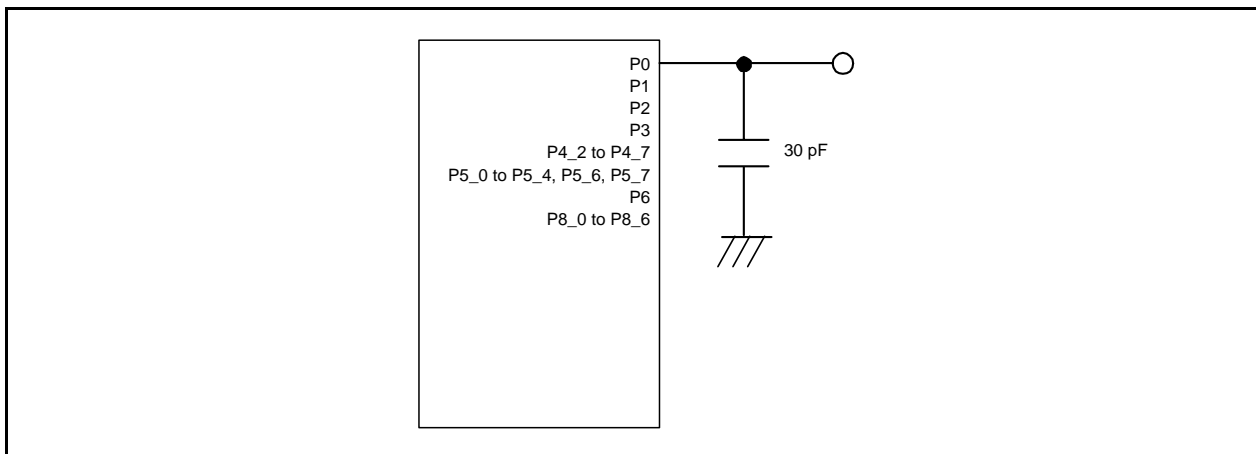 P0
P1
P2
P3
P4_2 to P4_7
P5_0 to P5_4, P5_6, P5_7
P6
P8_0 to P8_6
30 pF